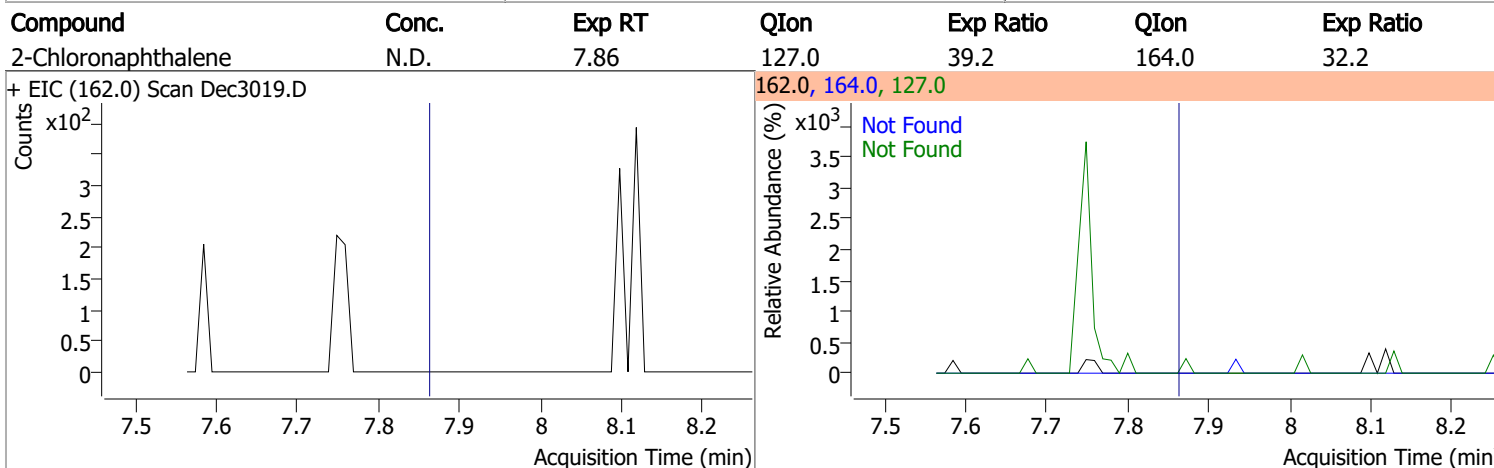 Compound Conc. Exp RT QIon Exp Ratio QIon Exp Ratio
2-Chloronaphthalene N.D. 7.86 127.0 39.2 164.0 32.2
+ EIC (162.0) Scan Dec3019.D
Counts
x10²
3
2.5
2
1.5
1
0.5
0
7.5 7.6 7.7 7.8 7.9 8 8.1 8.2
Acquisition Time (min)
162.0, 164.0, 127.0
Relative Abundance (%)
x10³
Not Found
Not Found
3.5
3
2.5
2
1.5
1
0.5
0
7.5 7.6 7.7 7.8 7.9 8 8.1 8.2
Acquisition Time (min)